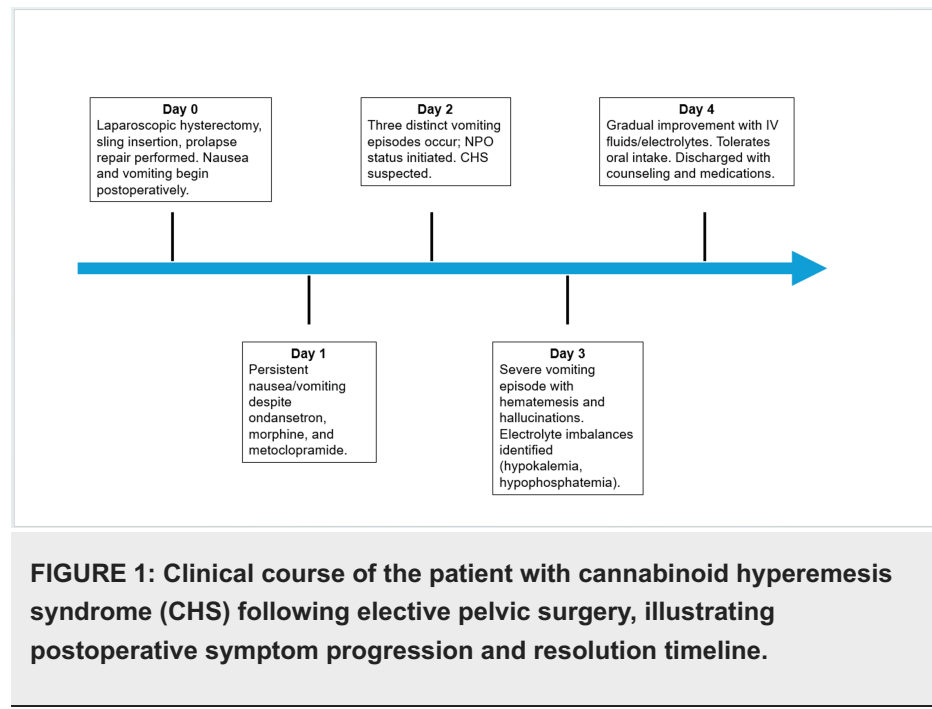 Day 0
Laparoscopic hysterectomy,
sling insertion, prolapse
repair performed. Nausea
and vomiting begin
postoperatively.
Day 2
Three distinct vomiting
episodes occur; NPO
status initiated. CHS
suspected.
Day 4
Gradual improvement with IV
fluids/electrolytes. Tolerates
oral intake. Discharged with
counseling and medications.
Day 1
Persistent
nausea/vomiting
despite
ondansetron,
morphine, and
metoclopramide.
Day 3
Severe vomiting
episode with
hematemesis and
hallucinations.
Electrolyte imbalances
identified
(hypokalemia,
hypophosphatemia).
FIGURE 1: Clinical course of the patient with cannabinoid hyperemesis
syndrome (CHS) following elective pelvic surgery, illustrating
postoperative symptom progression and resolution timeline.